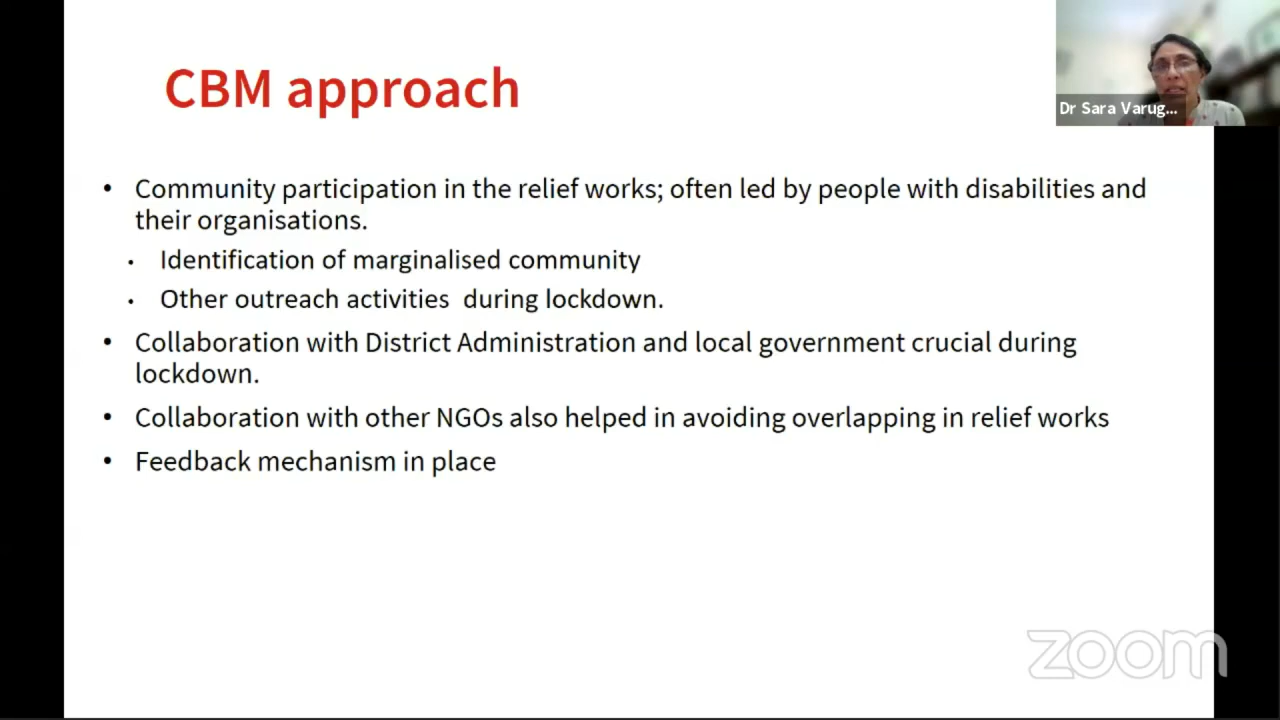 CBM approach
Dr Sara Varug...
• Community participation in the relief works; often led by people with disabilities and
their organisations.
• Identification of marginalised community
• Other outreach activities  during lockdown.
• Collaboration with District Administration and local government crucial during
lockdown.
• Collaboration with other NGOs also helped in avoiding overlapping in relief works
• Feedback mechanism in place
zoom